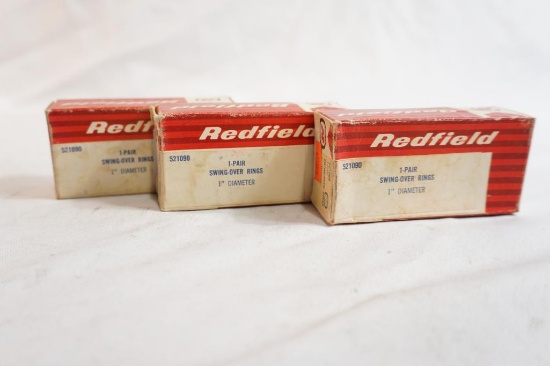 Redfield
521090
1-PAIR
SWING-OVER RINGS
1" DIAMETER
Redfield
521090
1-PAIR
SWING-OVER RINGS
1" DIAMETER
Redfield
521090
1-PAIR
SWING-OVER RINGS
1" DIAMETER